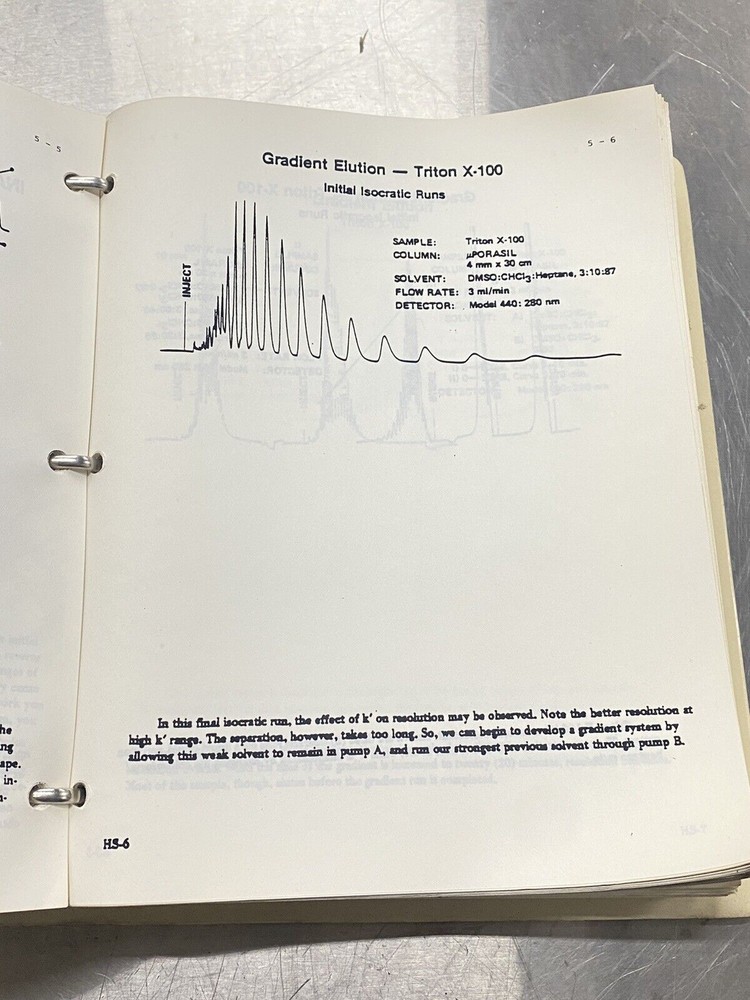 5 - 5
5 - 6
Gradient Elution — Triton X-100
Initial Isocratic Runs
INJECT
SAMPLE: Triton X-100
COLUMN: µPORASIL
4 mm x 30 cm
SOLVENT: DMSO:CHCl3:Heptane, 3:10:87
FLOW RATE: 3 ml/min
DETECTOR: Model 440: 280 nm
In this final isocratic run, the effect of k' on resolution may be observed. Note the better resolution at
high k' range. The separation, however, takes too long. So, we can begin to develop a gradient system by
allowing this weak solvent to remain in pump A, and run our strongest previous solvent through pump B.
HS-6